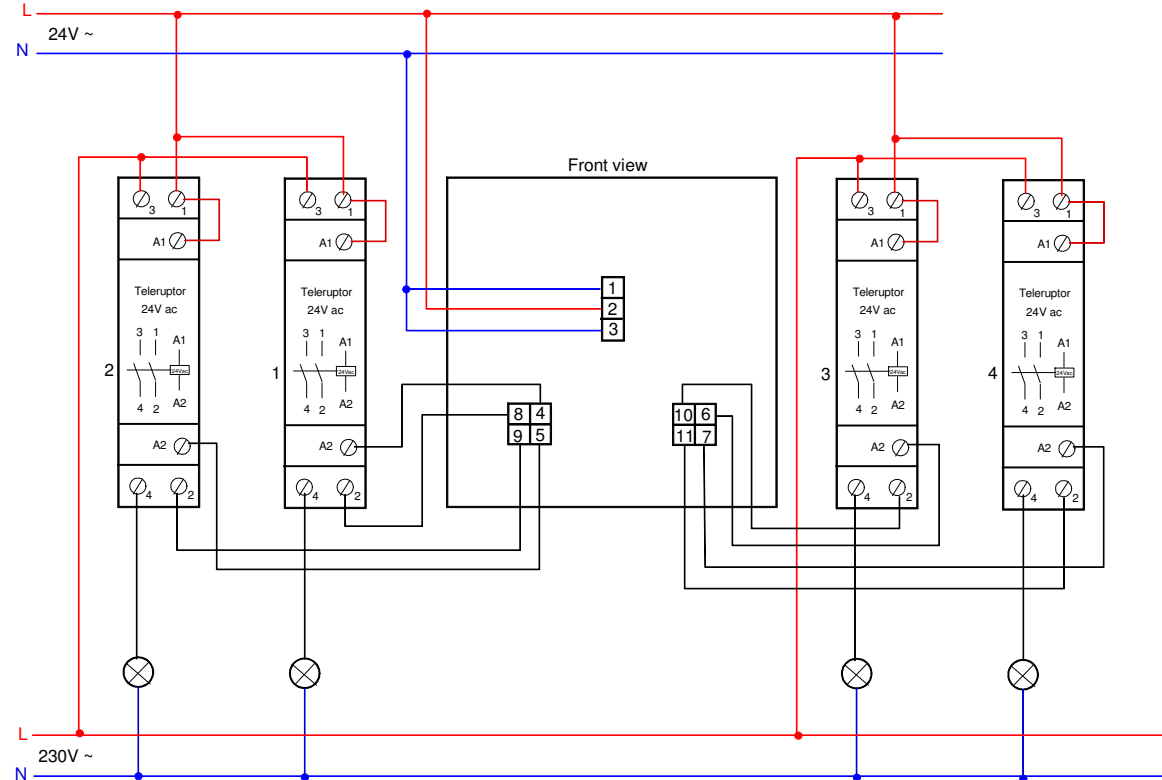 L
24V ~
N
Front view
3 1
3 1
3 1
3 1
A1
A1
A1
A1
Teleruptor
24V ac
3 1
A1
24Vac
4 2
A2
2
Teleruptor
24V ac
3 1
A1
24Vac
4 2
A2
1
1
2
3
8 4
9 5
10 6
11 7
Teleruptor
24V ac
3 1
A1
24Vac
4 2
A2
3
Teleruptor
24V ac
3 1
A1
24Vac
4 2
A2
4
A2
A2
A2
A2
4 2
4 2
4 2
4 2
L
230V ~
N